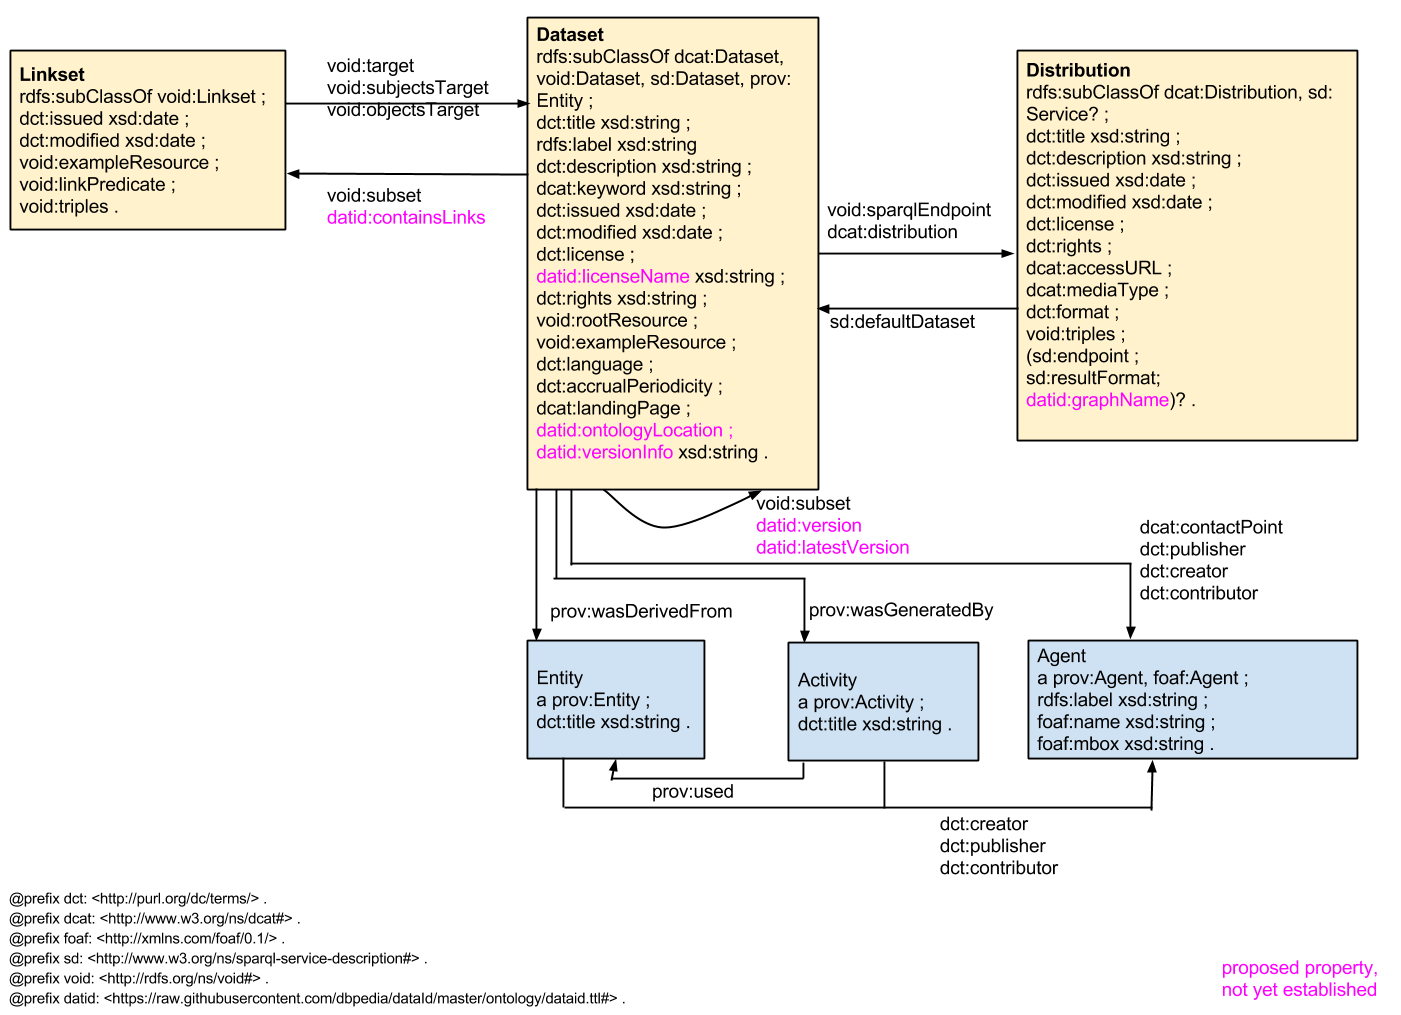 Linkset
rdfs:subClassOf void:Linkset ;
dct:issued xsd:date ;
dct:modified xsd:date ;
void:exampleResource ;
void:linkPredicate ;
void:triples .
void:target
void:subjectsTarget
void:objectsTarget
void:subset
datid:containsLinks
Dataset
rdfs:subClassOf dcat:Dataset,
void:Dataset, sd:Dataset, prov:
Entity ;
dct:title xsd:string ;
rdfs:label xsd:string
dct:description xsd:string ;
dcat:keyword xsd:string ;
dct:issued xsd:date ;
dct:modified xsd:date ;
dct:license ;
datid:licenseName xsd:string ;
dct:rights xsd:string ;
void:rootResource ;
void:exampleResource ;
dct:language ;
dct:accrualPeriodicity ;
dcat:landingPage ;
datid:ontologyLocation ;
datid:versionInfo xsd:string .
void:sparqlEndpoint
dcat:distribution
sd:defaultDataset
Distribution
rdfs:subClassOf dcat:Distribution, sd:
Service? ;
dct:title xsd:string ;
dct:description xsd:string ;
dct:issued xsd:date ;
dct:modified xsd:date ;
dct:license ;
dct:rights ;
dcat:accessURL ;
dcat:mediaType ;
dct:format ;
void:triples ;
(sd:endpoint ;
sd:resultFormat;
datid:graphName)? .
void:subset
datid:version
datid:latestVersion
dcat:contactPoint
dct:publisher
dct:creator
dct:contributor
prov:wasDerivedFrom
prov:wasGeneratedBy
Entity
a prov:Entity ;
dct:title xsd:string .
Activity
a prov:Activity ;
dct:title xsd:string .
Agent
a prov:Agent, foaf:Agent ;
rdfs:label xsd:string ;
foaf:name xsd:string ;
foaf:mbox xsd:string .
prov:used
dct:creator
dct:publisher
dct:contributor
@prefix dct: <http://purl.org/dc/terms/> .
@prefix dcat: <http://www.w3.org/ns/dcat#> .
@prefix foaf: <http://xmlns.com/foaf/0.1/> .
@prefix sd: <http://www.w3.org/ns/sparql-service-description#> .
@prefix void: <http://rdfs.org/ns/void#> .
@prefix datid: <https://raw.githubusercontent.com/dbpedia/dataId/master/ontology/dataid.ttl#> .
proposed property,
not yet established